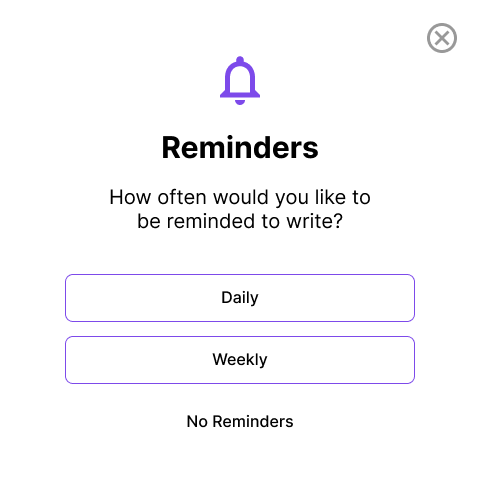 Reminders
How often would you like to
be reminded to write?
Daily
Weekly
No Reminders